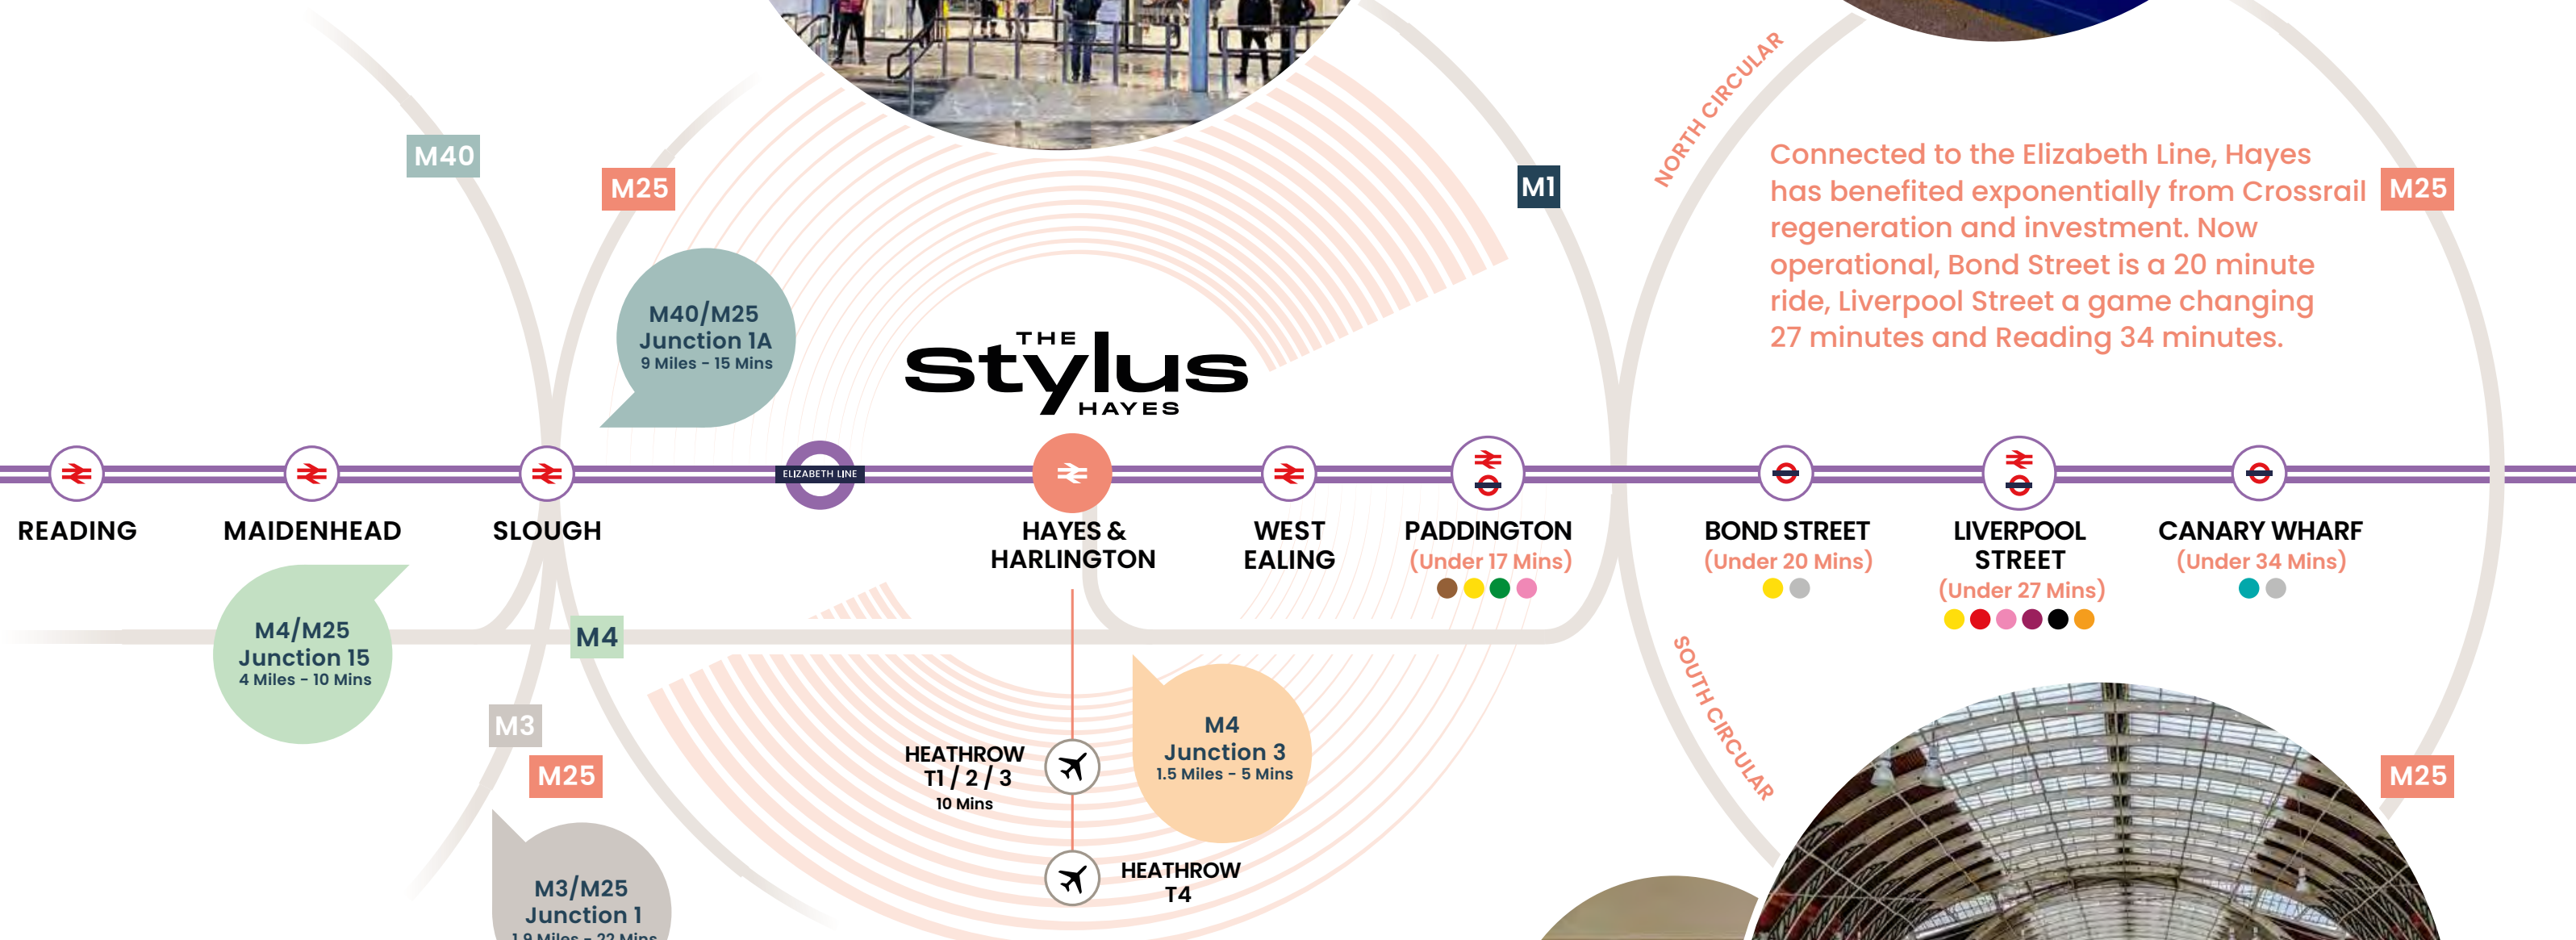 NORTH CIRCULAR
M40
M25
M1
Connected to the Elizabeth Line, Hayes
has benefited exponentially from Crossrail
regeneration and investment. Now
operational, Bond Street is a 20 minute
ride, Liverpool Street a game changing
27 minutes and Reading 34 minutes.
M25
M40/M25
Junction 1A
9 Miles - 15 Mins
THE
stylus
HAYES
ELIZABETH LINE
READING
MAIDENHEAD
SLOUGH
HAYES &
HARLINGTON
WEST
EALING
PADDINGTON
(Under 17 Mins)
BOND STREET
(Under 20 Mins)
LIVERPOOL
STREET
(Under 27 Mins)
CANARY WHARF
(Under 34 Mins)
M4/M25
Junction 15
4 Miles - 10 Mins
M4
SOUTH CIRCULAR
M3
M25
M4
Junction 3
1.5 Miles - 5 Mins
HEATHROW
T1 / 2 / 3
10 Mins
M25
HEATHROW
T4
M3/M25
Junction 1
1.9 Miles - 22 Mins